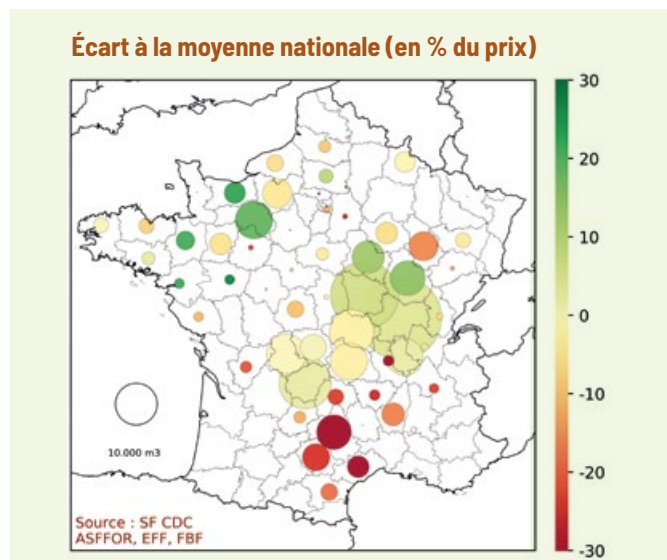 Écart à la moyenne nationale (en % du prix)
30
20
10
0
-10
-20
-30
10.000 m3
Source : SF CDC
ASFFOR, EFF, FBF